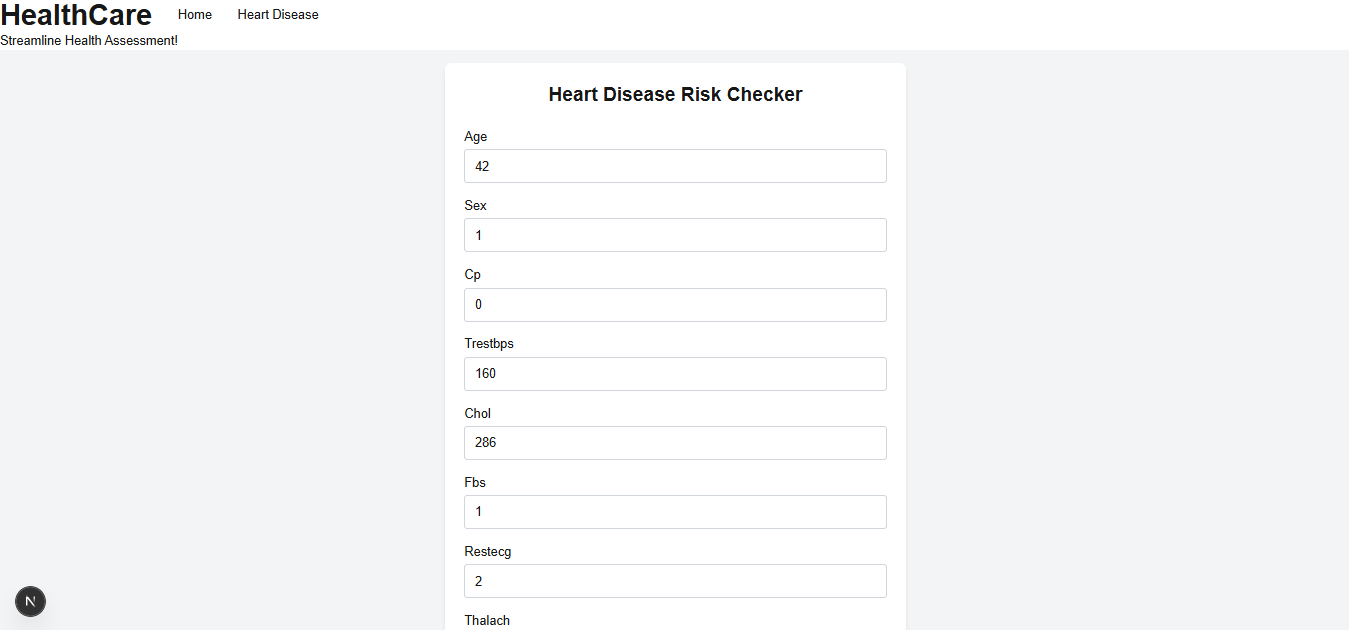 HealthCare Home Heart Disease
Streamline Health Assessment!
Heart Disease Risk Checker
Age
42
Sex
1
Cp
0
Trestbps
160
Chol
286
Fbs
1
Restecg
2
Thalach
N